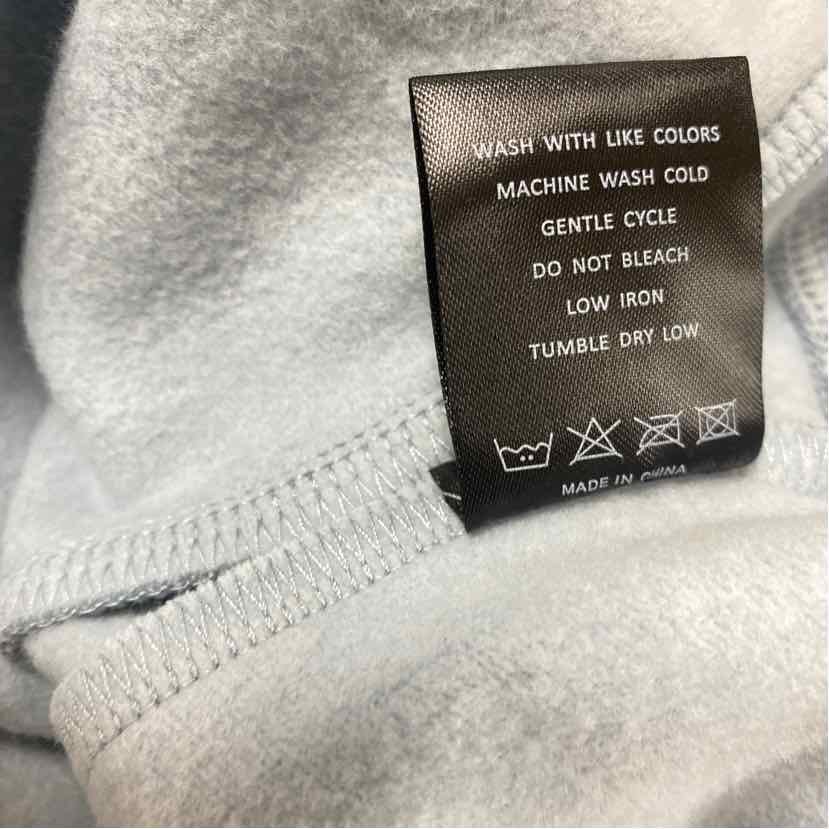 WASH WITH LIKE COLORS
MACHINE WASH COLD
GENTLE CYCLE
DO NOT BLEACH
LOW IRON
TUMBLE DRY LOW
MADE IN CHINA